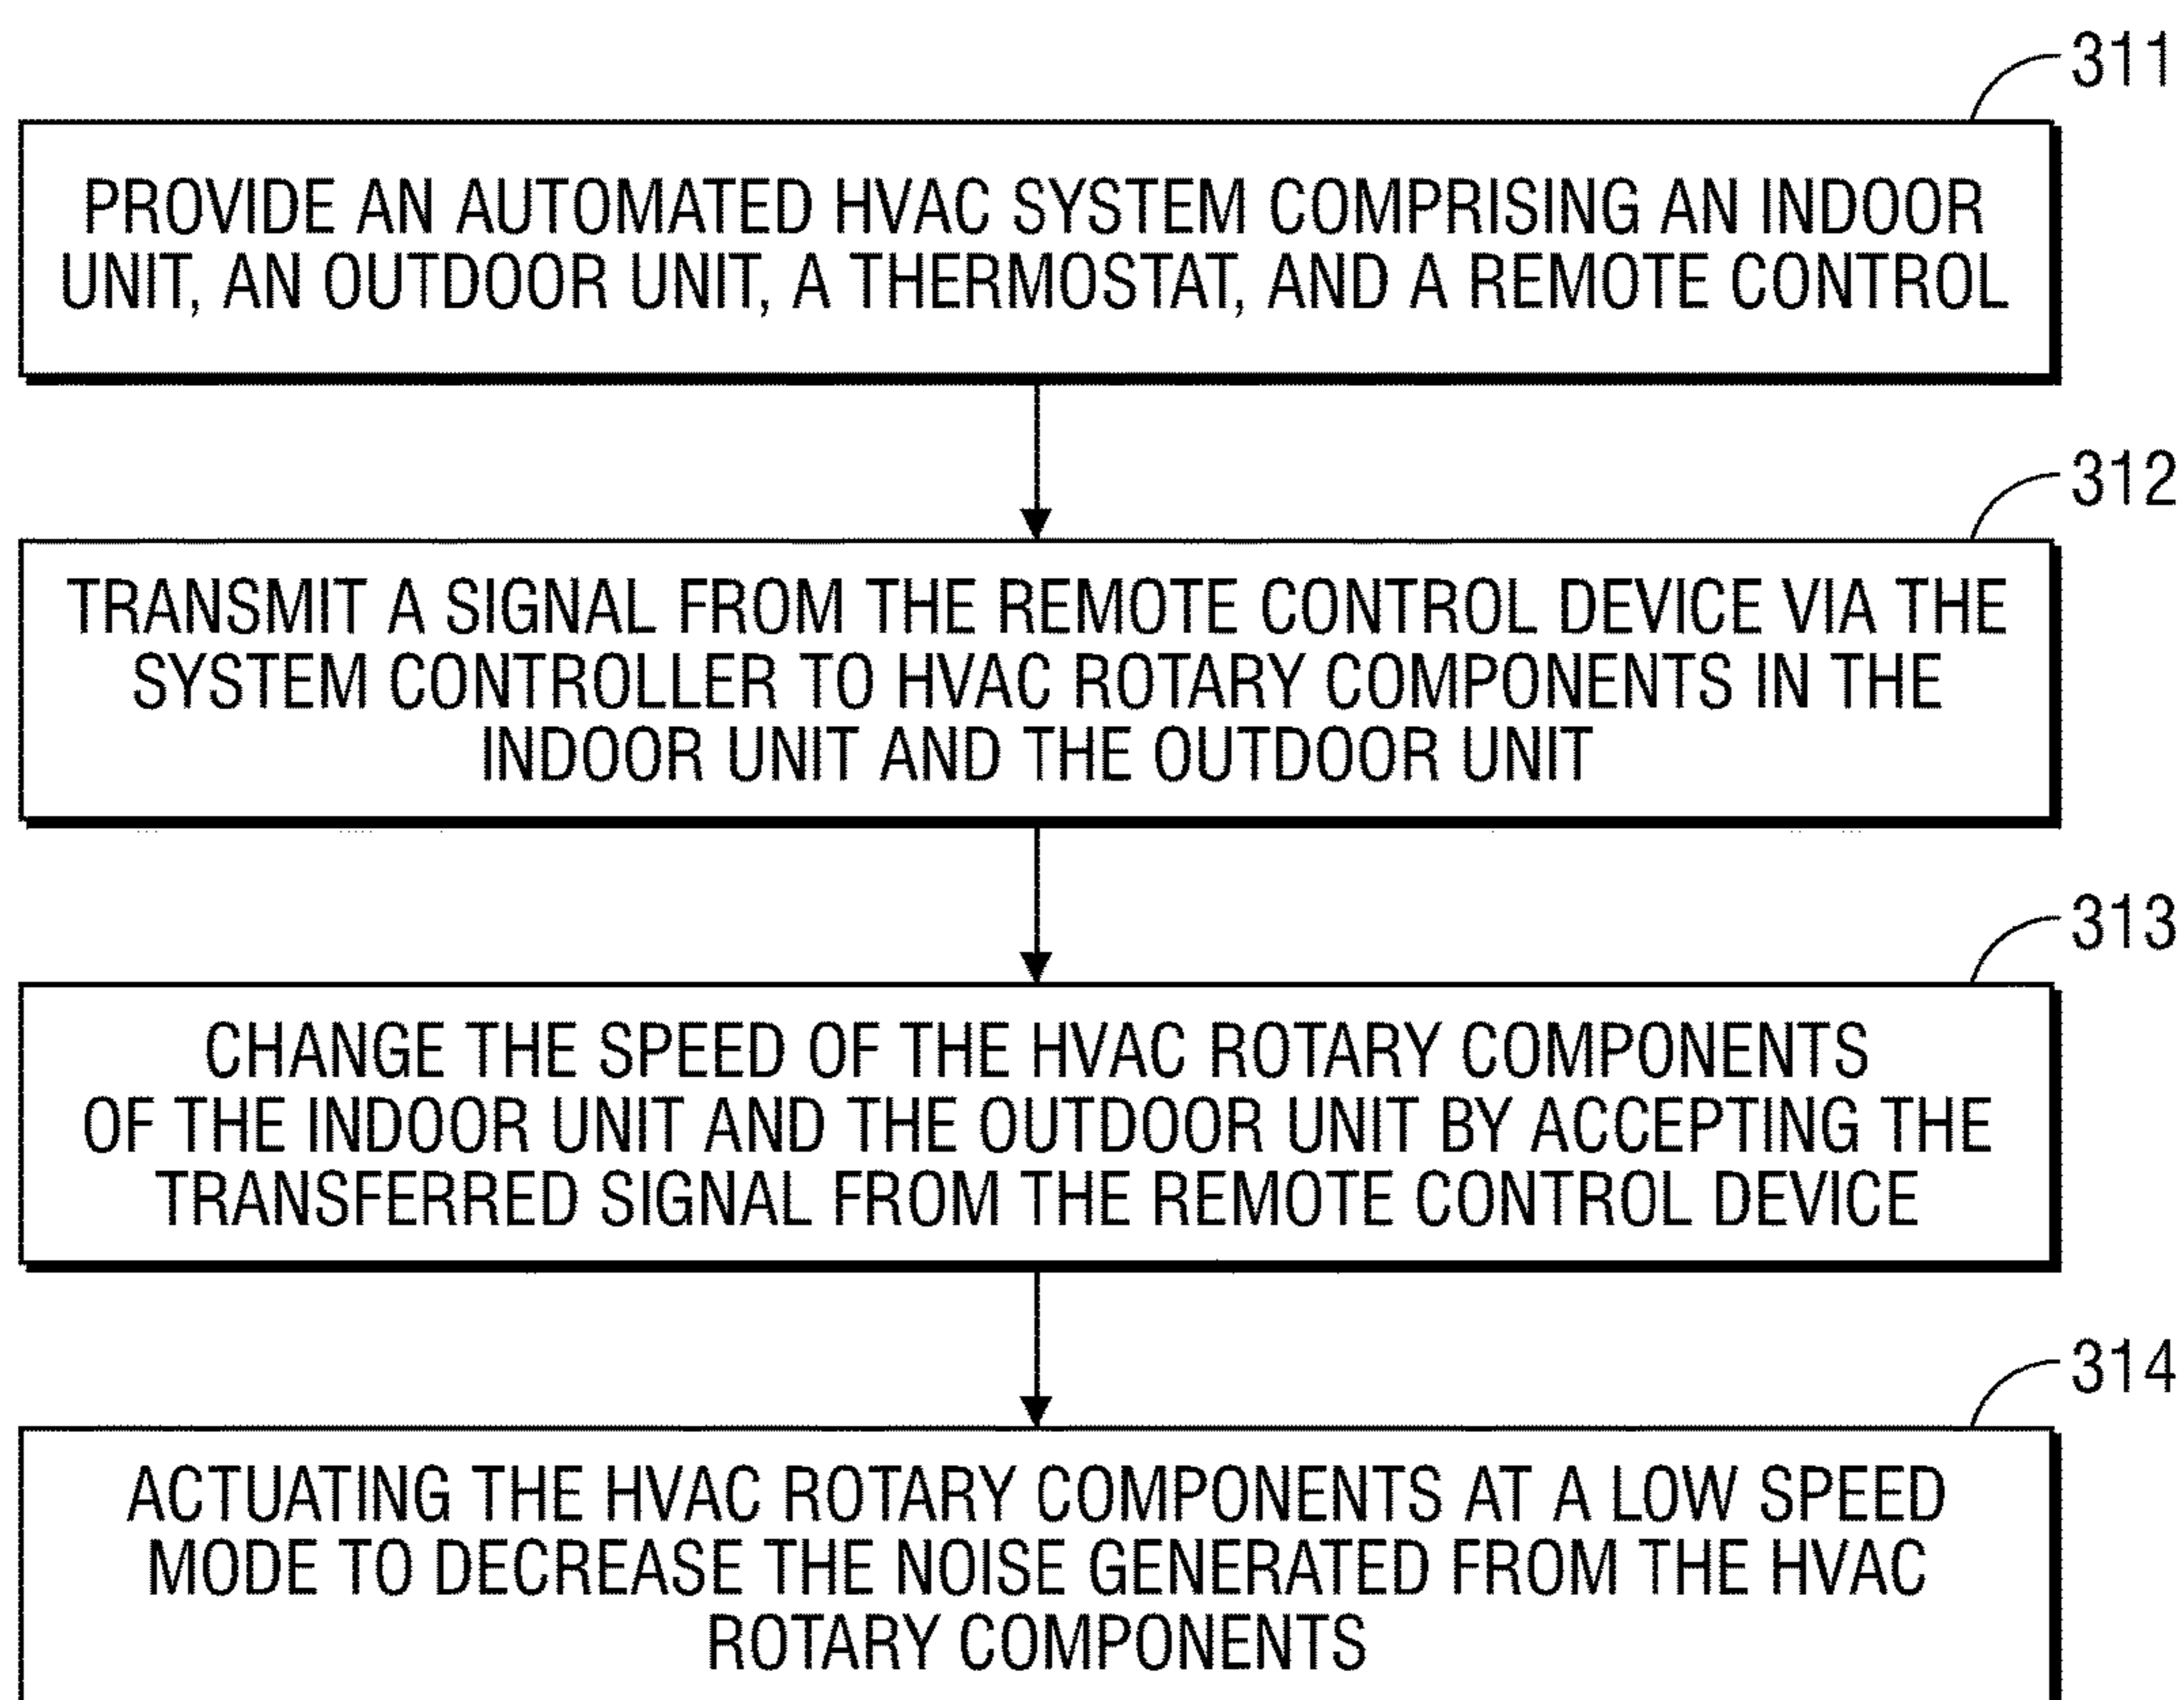 311
PROVIDE AN AUTOMATED HVAC SYSTEM COMPRISING AN INDOOR
UNIT, AN OUTDOOR UNIT, A THERMOSTAT, AND A REMOTE CONTROL
312
TRANSMIT A SIGNAL FROM THE REMOTE CONTROL DEVICE VIA THE
SYSTEM CONTROLLER TO HVAC ROTARY COMPONENTS IN THE
INDOOR UNIT AND THE OUTDOOR UNIT
313
CHANGE THE SPEED OF THE HVAC ROTARY COMPONENTS
OF THE INDOOR UNIT AND THE OUTDOOR UNIT BY ACCEPTING THE
TRANSFERRED SIGNAL FROM THE REMOTE CONTROL DEVICE
314
ACTUATING THE HVAC ROTARY COMPONENTS AT A LOW SPEED
MODE TO DECREASE THE NOISE GENERATED FROM THE HVAC
ROTARY COMPONENTS